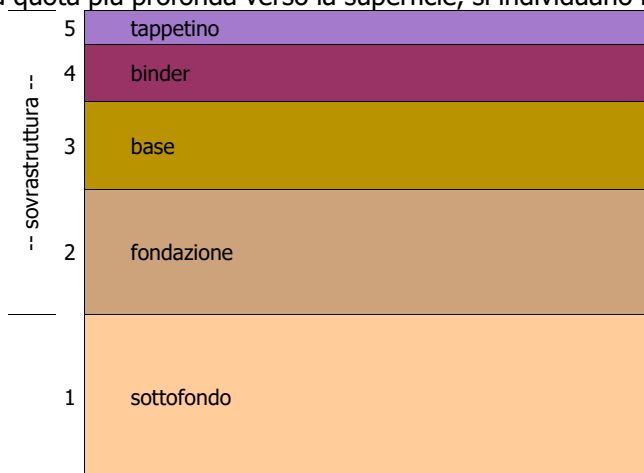 quota più profonda verso la superficie, si individuano
5 tappetino
4 binder
3 base
2 fondazione
1 sottofondo
-- sovrastruttura --